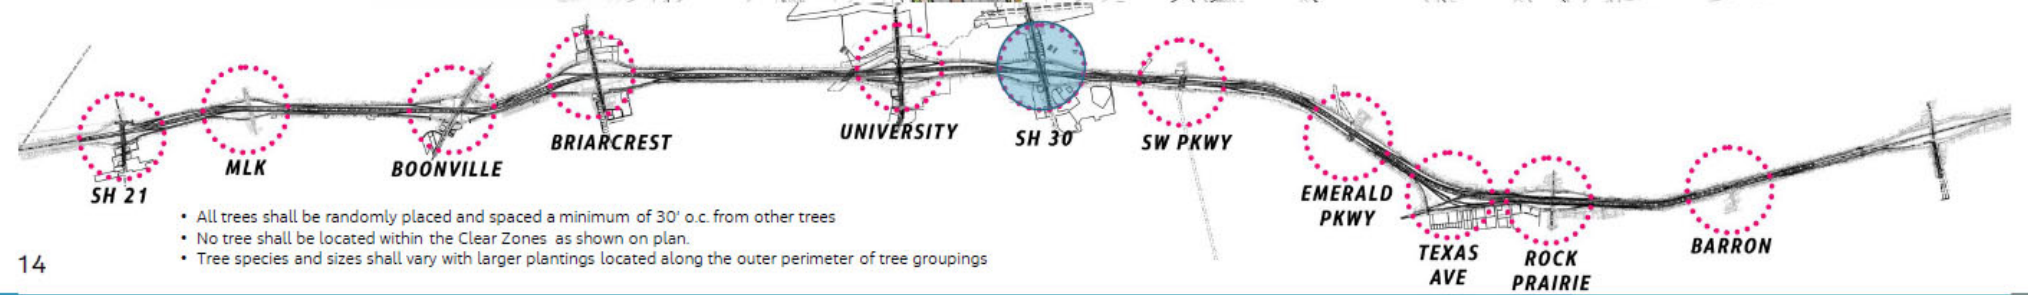 SH 21
MLK
BOONVILLE
BRIARCREST
UNIVERSITY
SH 30
SW PKWY
EMERALD
PKWY
TEXAS
AVE
ROCK
PRAIRIE
BARRON
• All trees shall be randomly placed and spaced a minimum of 30' o.c. from other trees
• No tree shall be located within the Clear Zones as shown on plan.
• Tree species and sizes shall vary with larger plantings located along the outer perimeter of tree groupings
14